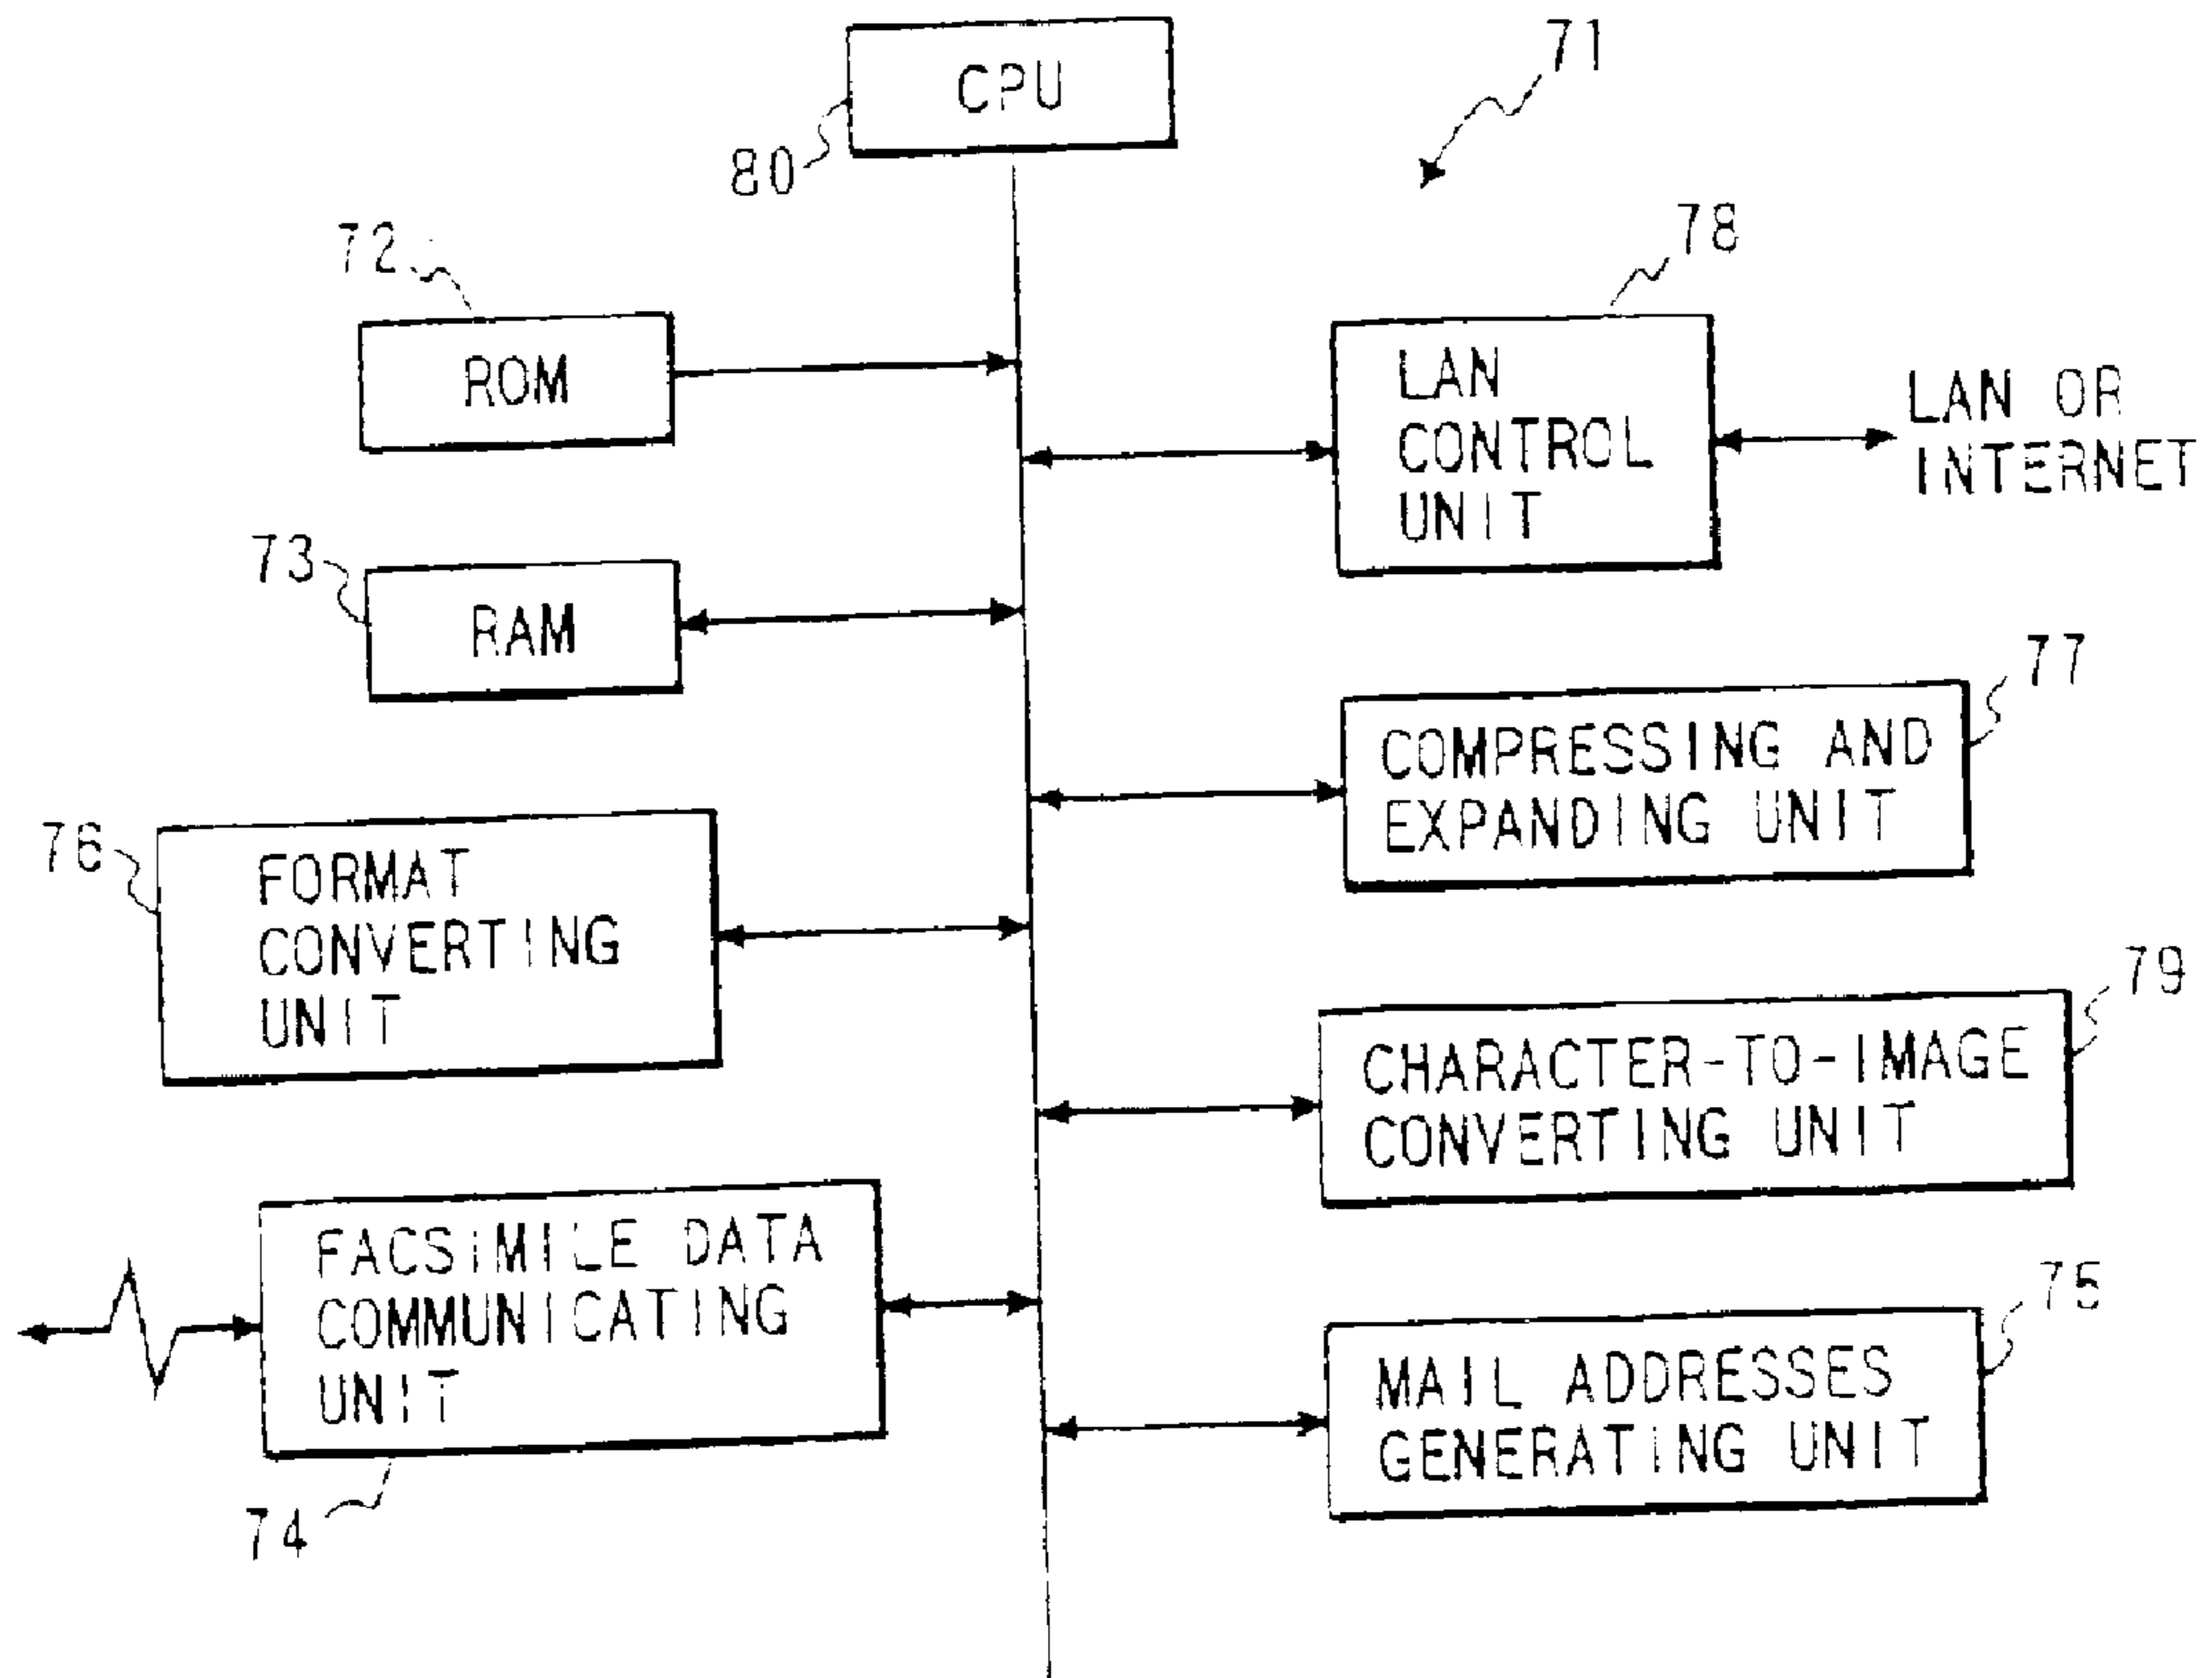 CPU
80
71
72
ROM
78
LAN
CONTROL
UNIT
LAN OR
INTERNET
73
RAM
77
COMPRESSING AND
EXPANDING UNIT
76
FORMAT
CONVERTING
UNIT
79
CHARACTER-TO-IMAGE
CONVERTING UNIT
FACSIMILE DATA
COMMUNICATING
UNIT
74
75
MAIL ADDRESSES
GENERATING UNIT